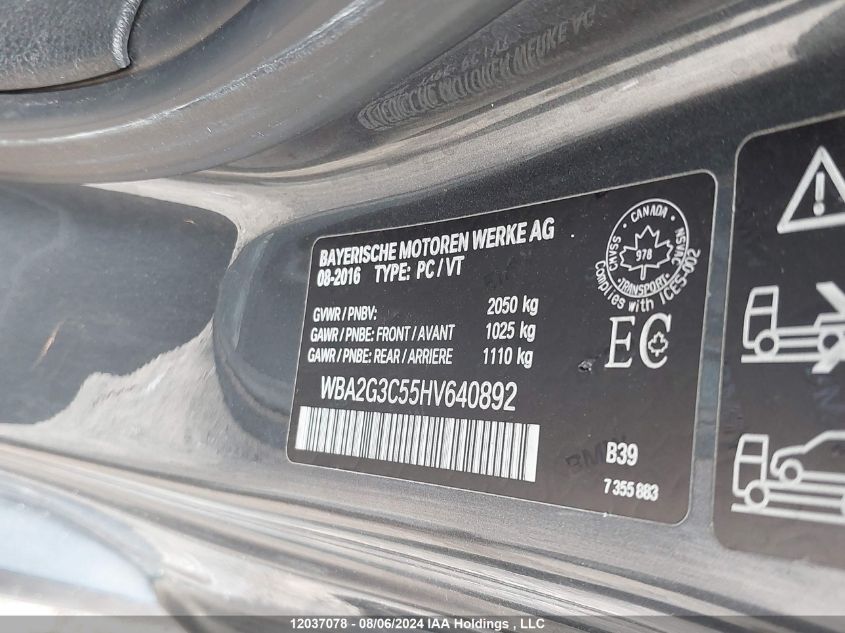 BAYERISCHE MOTOREN WERKE AG
08-2016 TYPE: PC / VT
GVWR / PNBV: 2050 kg
GAWR / PNBE: FRONT / AVANT 1025 kg
GAWR / PNBE: REAR / ARRIERE 1110 kg
WBA2G3C55HV640892
CANADA
978
TRANSPORT
CMVSS NSVAC
Complies with ICES-002
EC
B39
7 355 883
12037078 - 08/06/2024 IAA Holdings , LLC